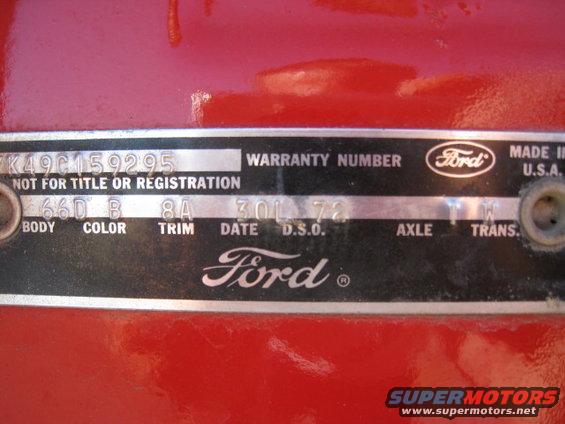 K49C159295 WARRANTY NUMBER Ford MADE IN
NOT FOR TITLE OR REGISTRATION U.S.A.
66D B 8A 30L 72 1 W
BODY COLOR TRIM DATE D.S.O. AXLE TRANS.
Ford ®
SUPERMOTORS
www.supermotors.net